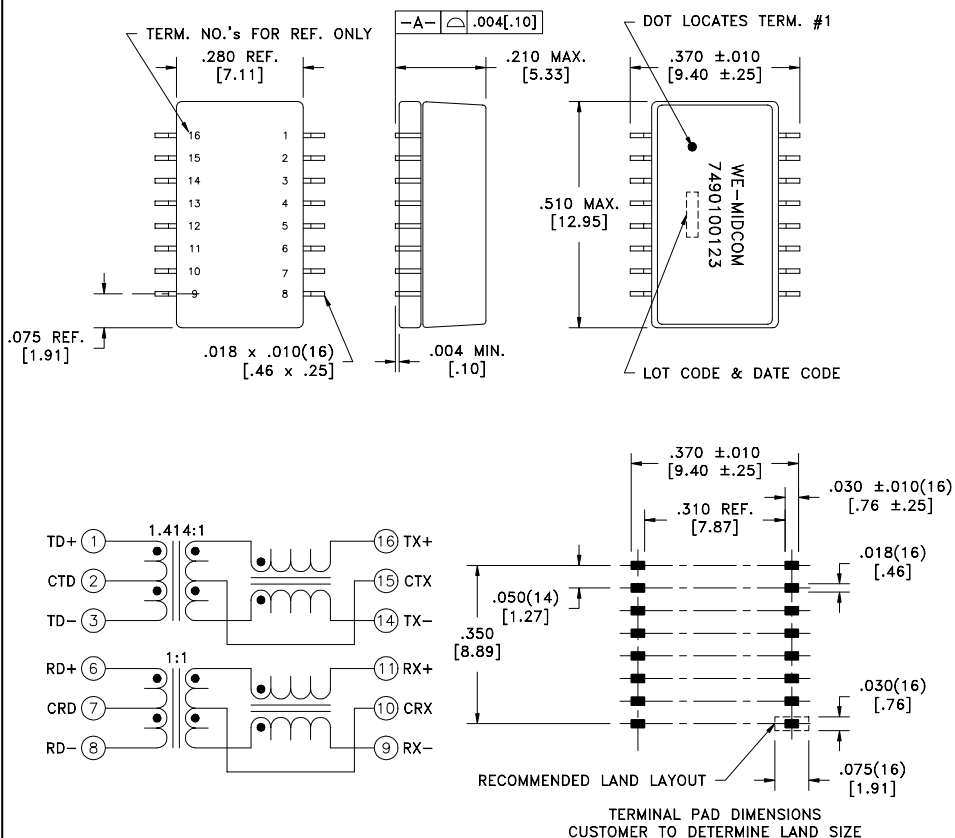 TERM. NO.'s FOR REF. ONLY
.280 REF.
[7.11]
16
15
14
13
12
11
10
9
1
2
3
4
5
6
7
8
.075 REF.
[1.91]
.018 x .010(16)
[.46 x .25]
-A- ⌓ .004[.10]
.210 MAX.
[5.33]
.004 MIN.
[.10]
DOT LOCATES TERM. #1
.370 ±.010
[9.40 ±.25]
.510 MAX.
[12.95]
WE-MIDCOM
7490100123
LOT CODE & DATE CODE
1.414:1
TD+ 1
CTD 2
TD- 3
16 TX+
15 CTX
14 TX-
1:1
RD+ 6
CRD 7
RD- 8
11 RX+
10 CRX
9 RX-
.370 ±.010
[9.40 ±.25]
.310 REF.
[7.87]
.030 ±.010(16)
[.76 ±.25]
.018(16)
[.46]
.050(14)
[1.27]
.350
[8.89]
.030(16)
[.76]
RECOMMENDED LAND LAYOUT
.075(16)
[1.91]
TERMINAL PAD DIMENSIONS
CUSTOMER TO DETERMINE LAND SIZE